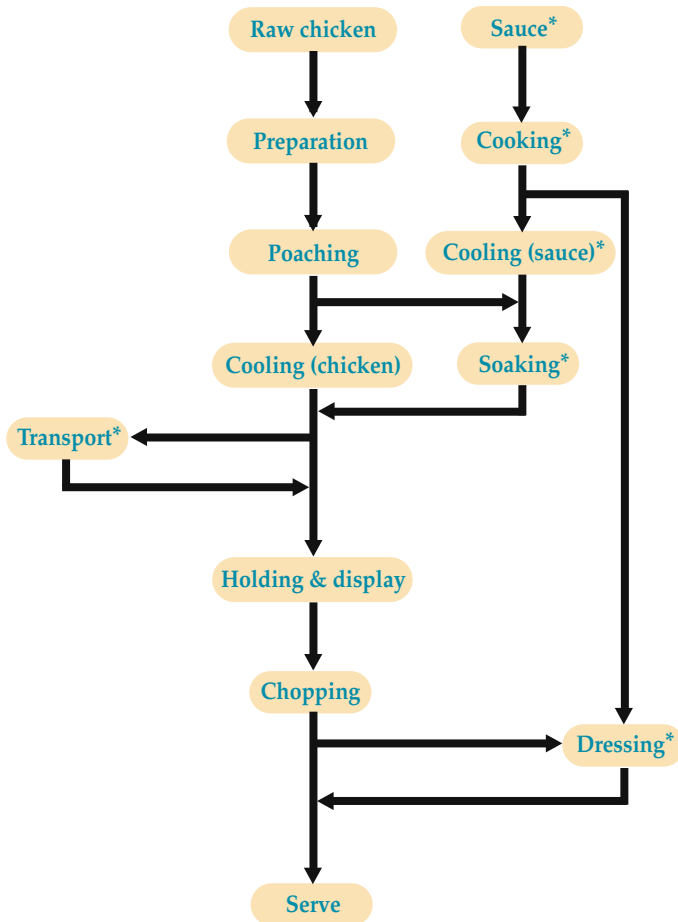 Raw chicken
Sauce*
Preparation
Cooking*
Poaching
Cooling (sauce)*
Cooling (chicken)
Soaking*
Transport*
Holding & display
Chopping
Dressing*
Serve